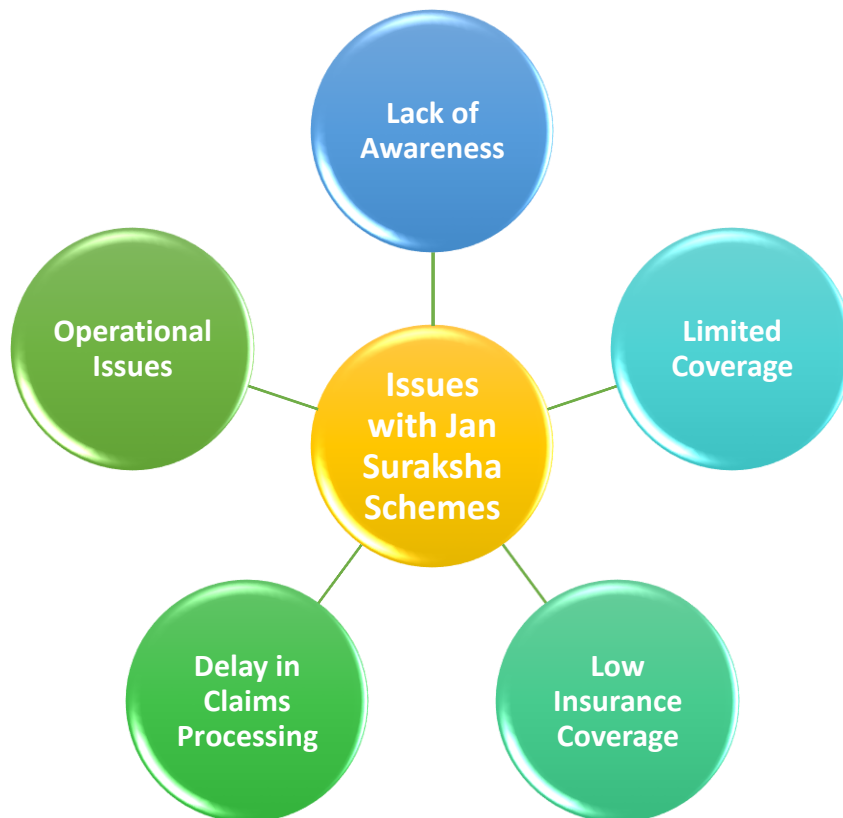 Lack of
Awareness
Operational
Issues
Limited
Coverage
Issues
with Jan
Suraksha
Schemes
Delay in
Claims
Processing
Low
Insurance
Coverage